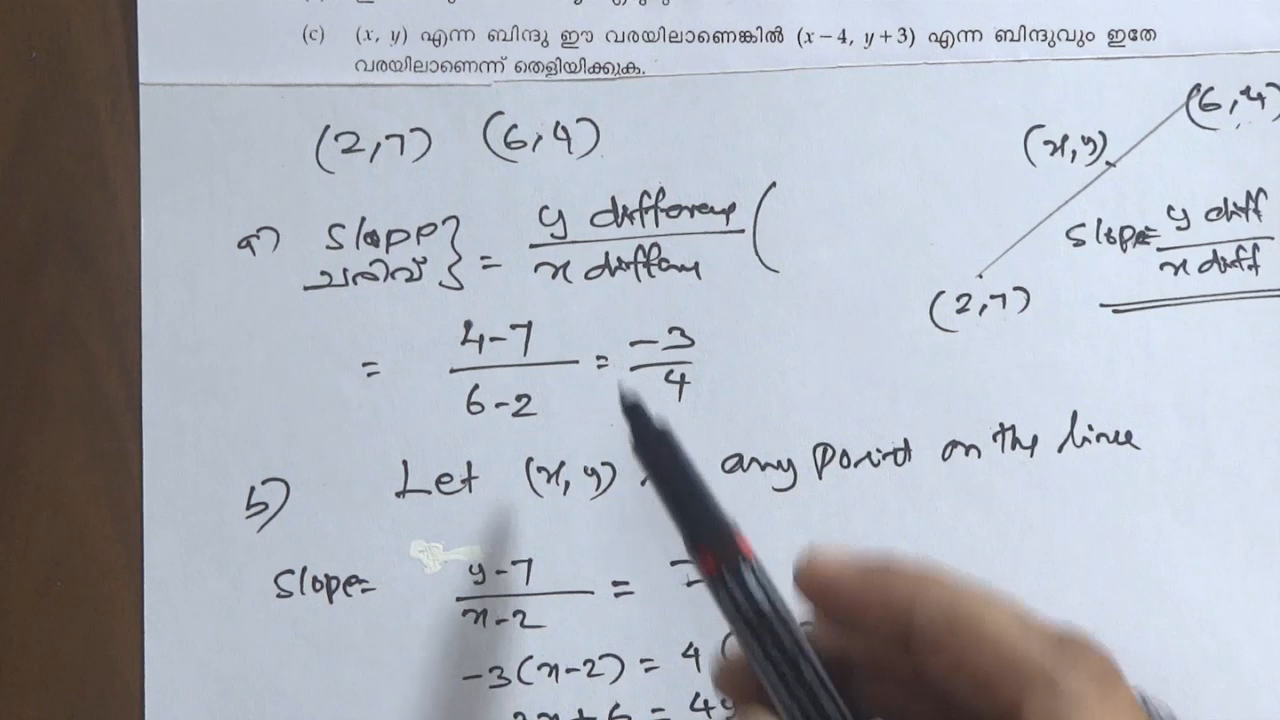 (c) (x, y) എന്ന ബിന്ദു ഈ വരയിലാണെങ്കിൽ (x – 4, y + 3) എന്ന ബിന്ദുവും ഇതേ
വരയിലാണെന്ന് തെളിയിക്കുക.
(2,7) (6,4)
a) Slope } = y / x (
ചരിവ്
= 4-7 / 6-2 = -3 / 4
b) Let (x, y) any point on the line
Slope= y-7 / x-2 =
-3(x-2) = 4
+6 = 4y
(6,4)
(x,y)
Slope= y diff / x diff
(2,7)